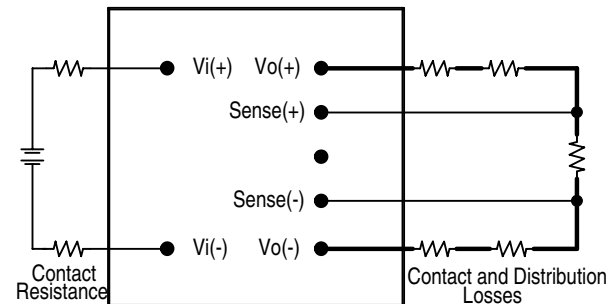 Vi(+) Vo(+)
Sense(+)
Sense(-)
Vi(-) Vo(-)
Contact
Resistance
Contact and Distribution
Losses